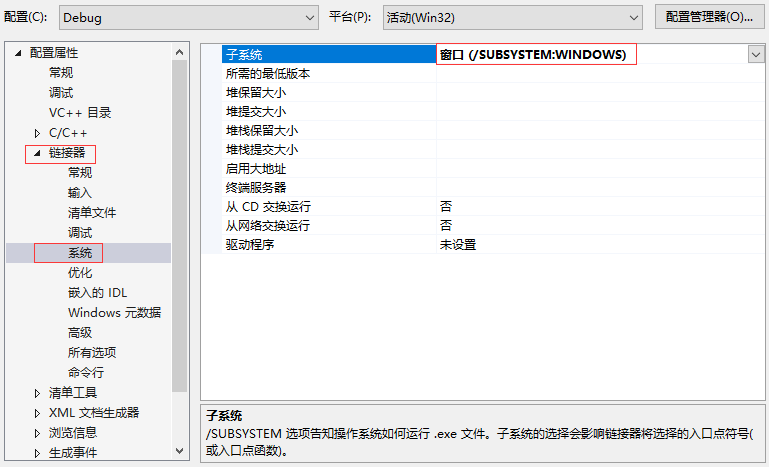 配置(C): Debug 平台(P): 活动(Win32) 配置管理器(O)...
配置属性
常规
调试
VC++ 目录
C/C++
链接器
常规
输入
清单文件
调试
系统
优化
嵌入的 IDL
Windows 元数据
高级
所有选项
命令行
清单工具
XML 文档生成器
浏览信息
生成事件
子系统 窗口 (/SUBSYSTEM:WINDOWS)
所需的最低版本
堆保留大小
堆提交大小
堆栈保留大小
堆栈提交大小
启用大地址
终端服务器
从 CD 交换运行 否
从网络交换运行 否
驱动程序 未设置
子系统
/SUBSYSTEM 选项告知操作系统如何运行 .exe 文件。子系统的选择会影响链接器将选择的入口点符号(
或入口点函数)。